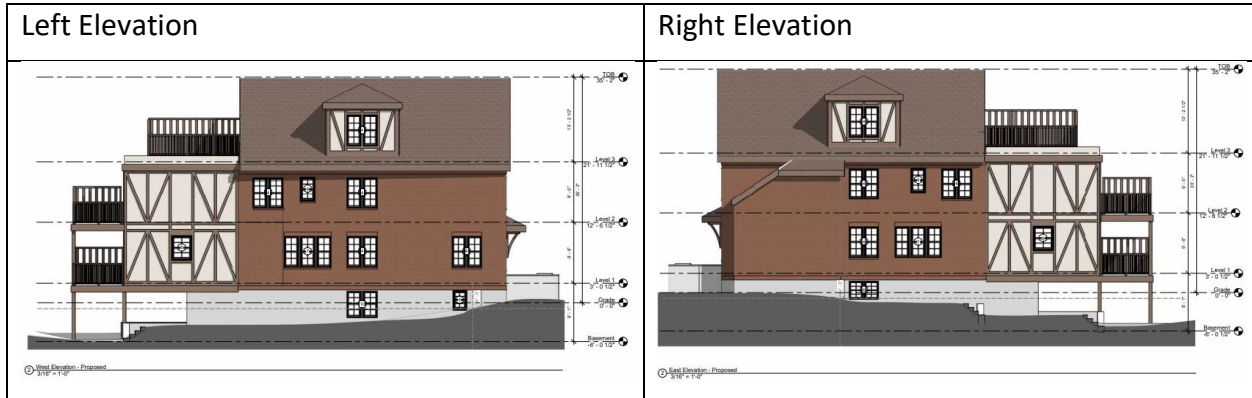 Left Elevation
Right Elevation
TOB
35' - 2"
Level 3
21' - 11 1/2"
Level 2
12' - 6 1/2"
Level 1
3' - 0 1/2"
Grade
0' - 0"
Basement
-6' - 0 1/2"
2 West Elevation - Proposed
3/16" = 1'-0"
TOB
35' - 2"
Level 3
21' - 11 1/2"
Level 2
12' - 6 1/2"
Level 1
3' - 0 1/2"
Grade
0' - 0"
Basement
-6' - 0 1/2"
2 East Elevation - Proposed
3/16" = 1'-0"